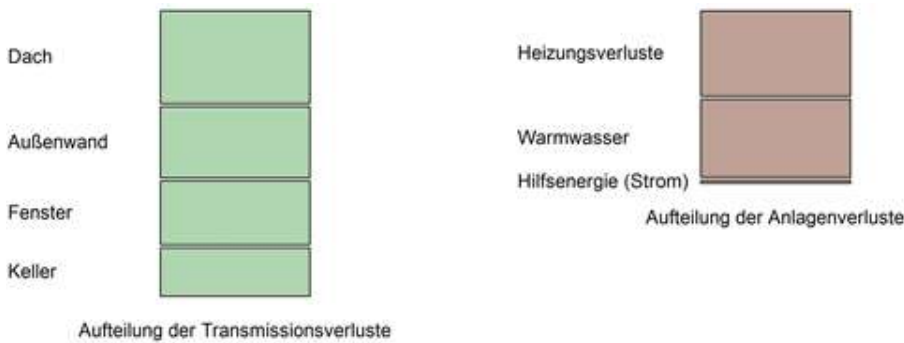 Dach
Außenwand
Fenster
Keller
Aufteilung der Transmissionsverluste
Heizungsverluste
Warmwasser
Hilfsenergie (Strom)
Aufteilung der Anlagenverluste